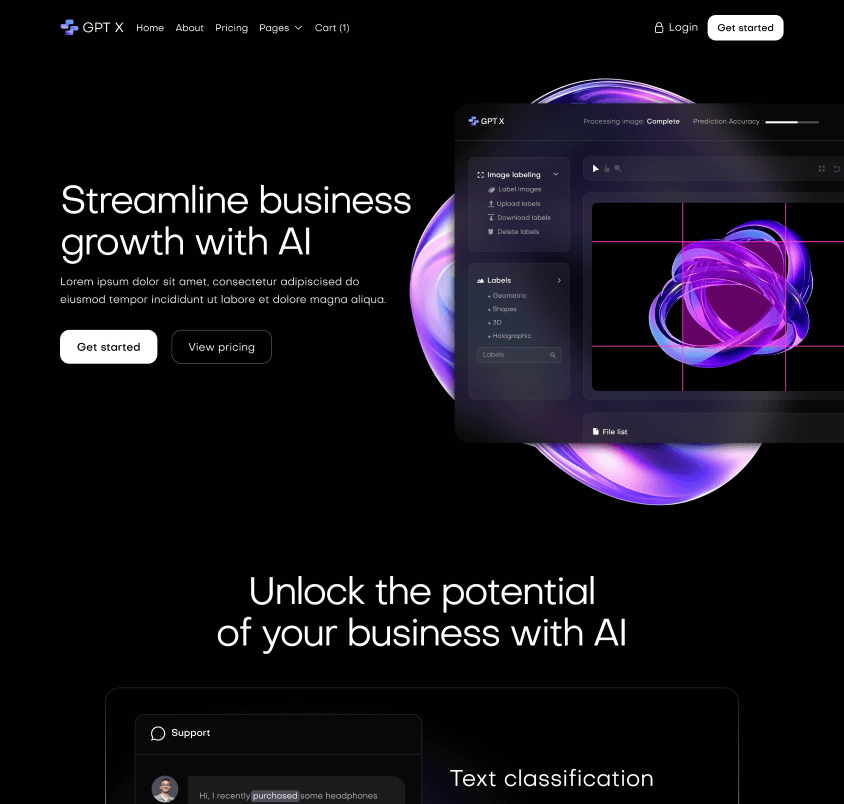 GPT X Home About Pricing Pages Cart (1) Login Get started
GPT X Processing image: Complete Prediction Accuracy :
Image labeling
Label images
Upload labels
Download labels
Delete labels
Labels
Geometric
Shapes
3D
Holographic
Labels
File list
Streamline business
growth with AI
Lorem ipsum dolor sit amet, consectetur adipiscised do
eiusmod tempor incididunt ut labore et dolore magna aliqua.
Get started View pricing
Unlock the potential
of your business with AI
Support
Hi, I recently purchased some headphones
Text classification